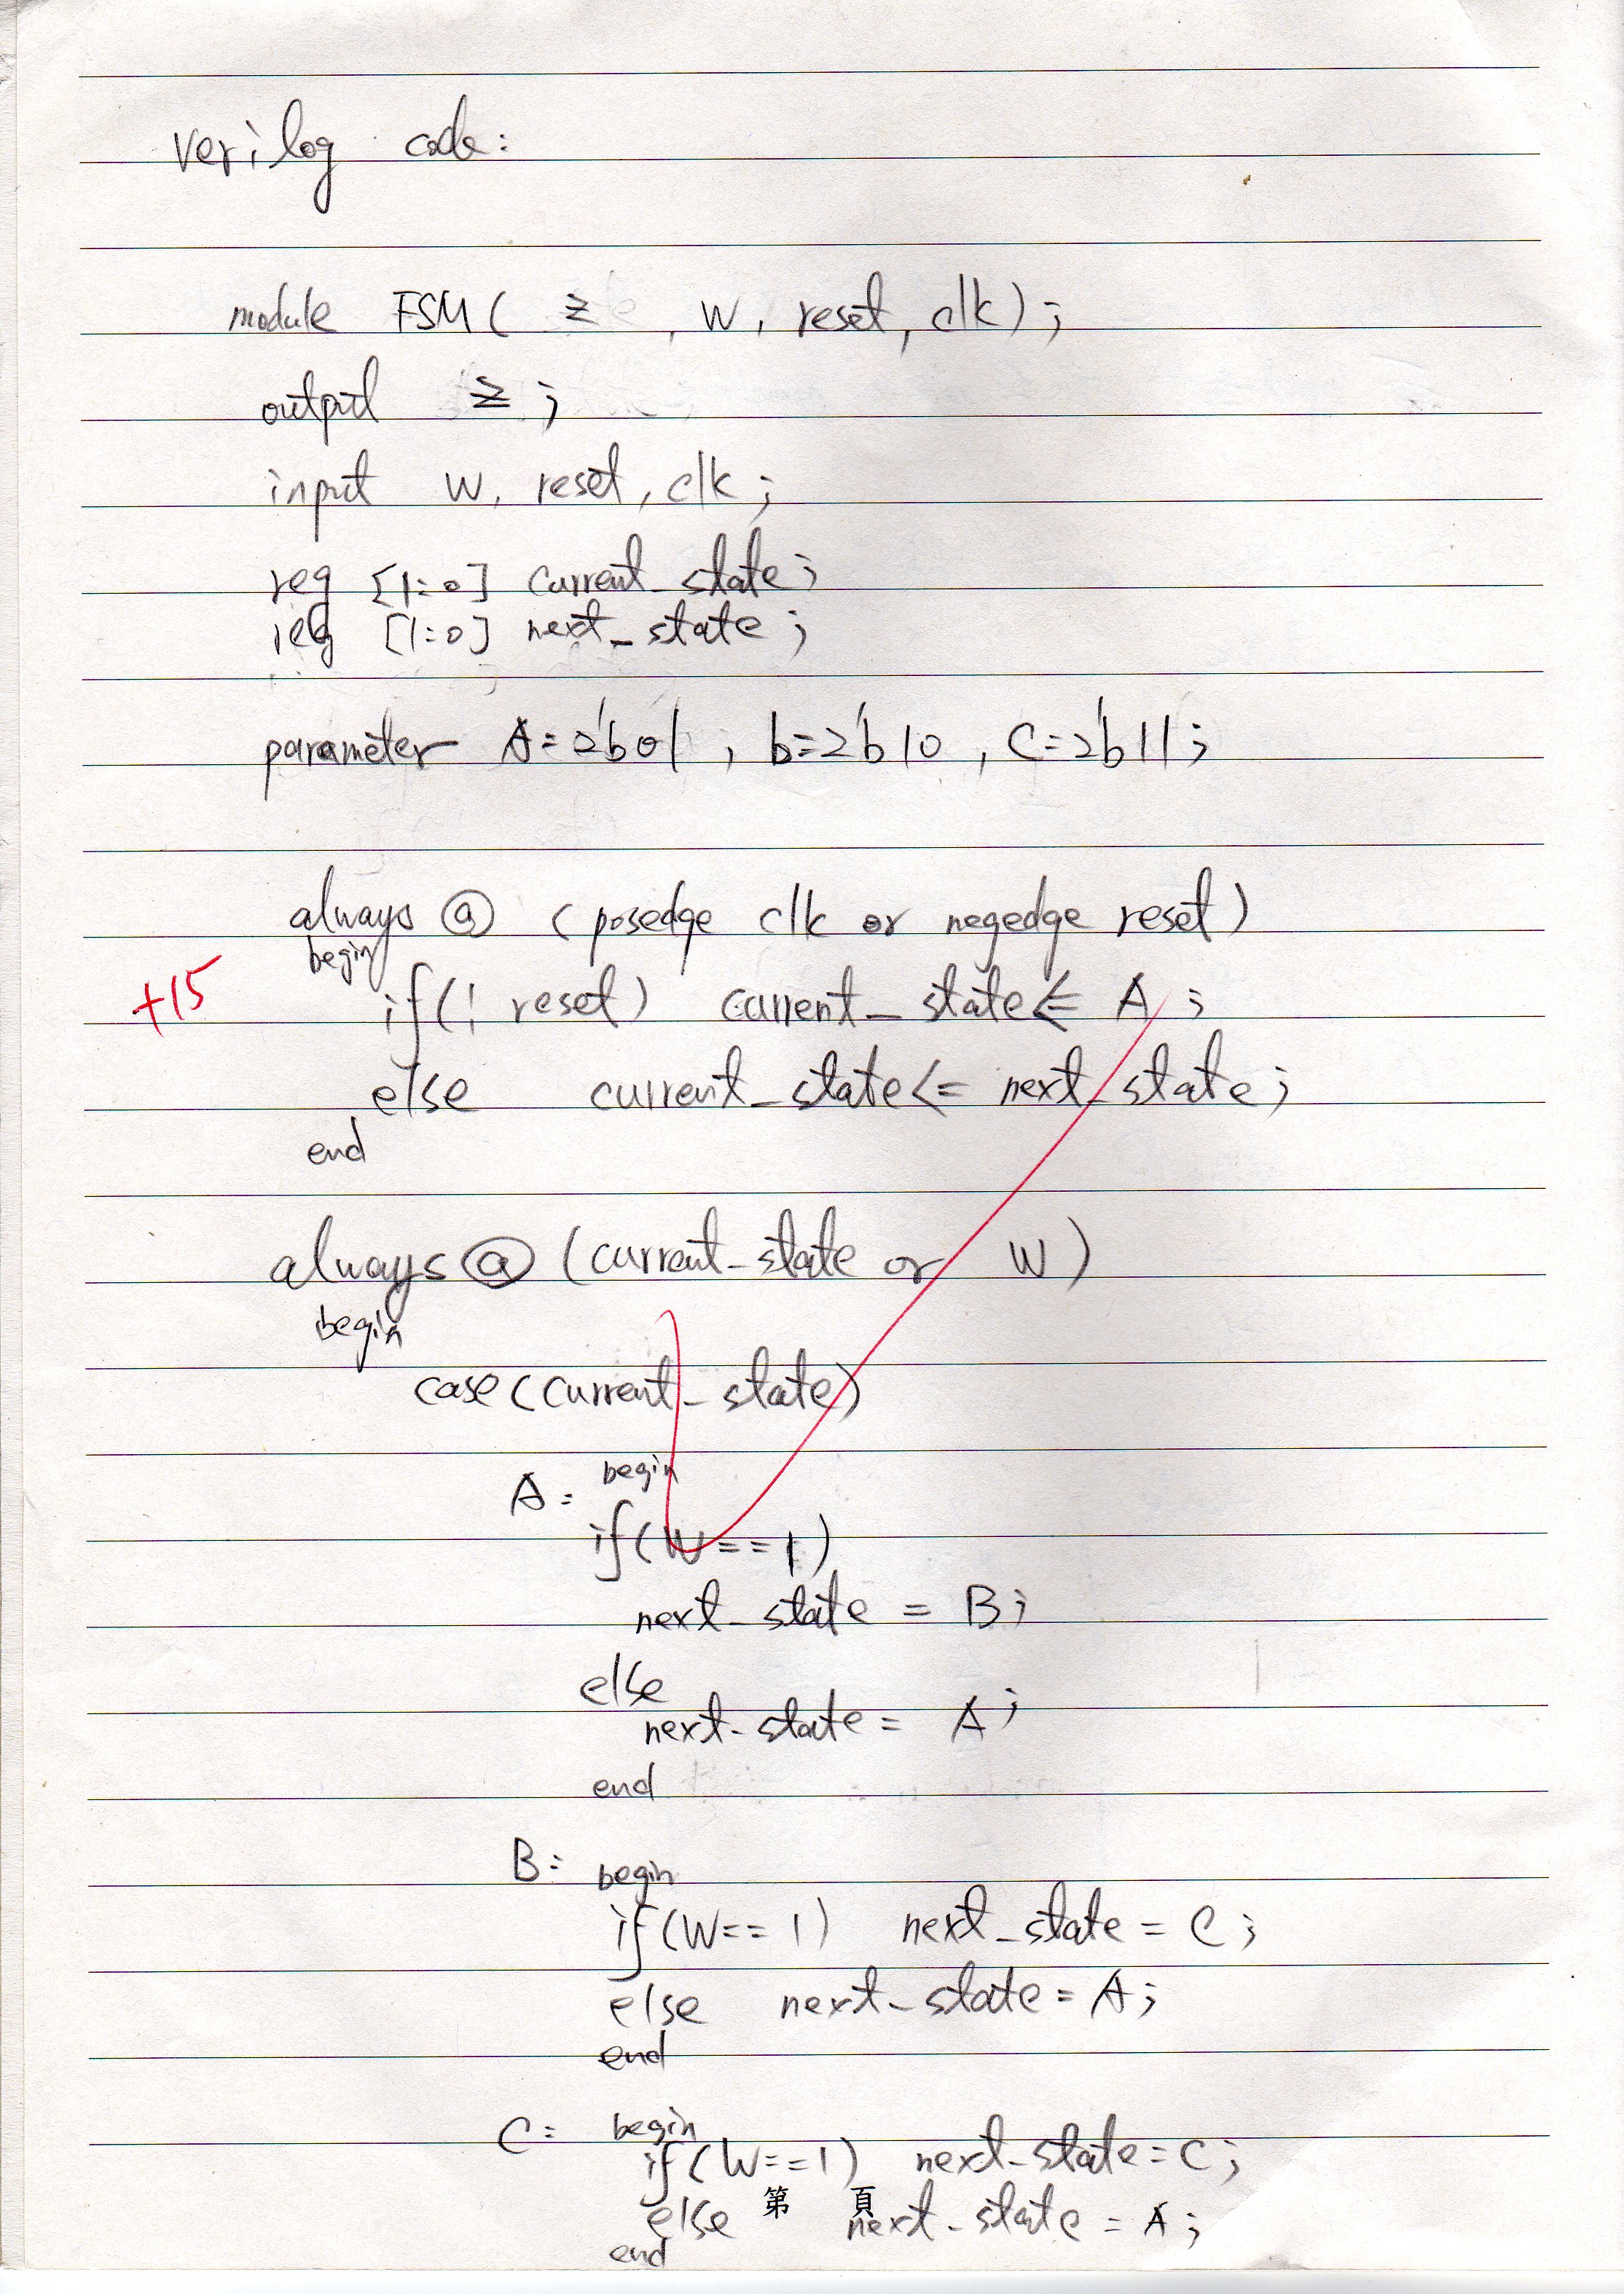 verilog code:
module FSM( z , w, reset, clk);
output z ;
input w, reset, clk ;
reg [1:0] current_state;
reg [1:0] next_state ;
parameter A=2'b01 , b=2'b10 , C=2'b11 ;
always @ (posedge clk or negedge reset)
begin
+15
if(! reset) current_state <= A ;
else current_state <= next_state ;
end
always @ (current_state or w)
begin
case(current_state)
A: begin
if(w==1)
next_state = B ;
else
next_state = A ;
end
B: begin
if(w==1) next_state = C ;
else next_state = A ;
end
C: begin
if(w==1) next_state = C ;
第 頁
else next_state = A ;
end